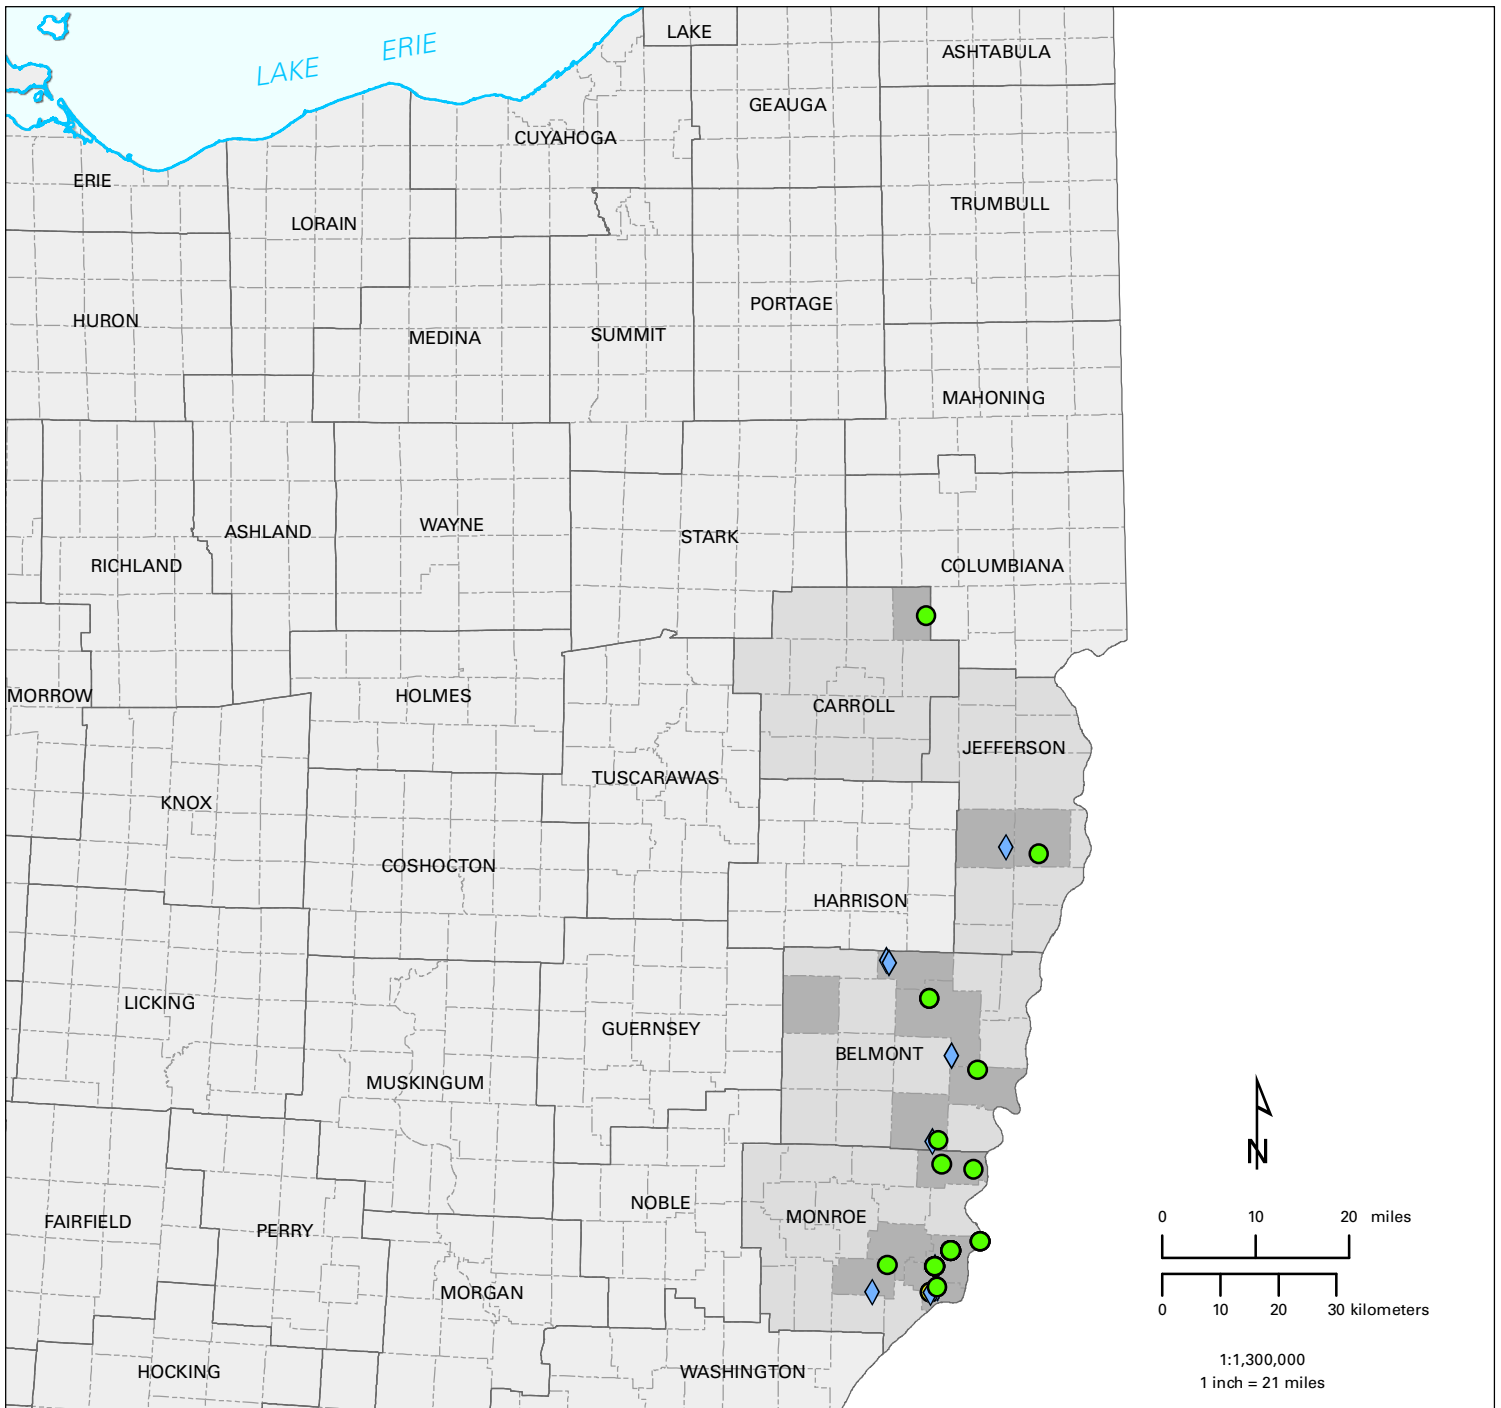 LAKE
ASHTABULA
LAKE ERIE
GEAUGA
CUYAHOGA
ERIE
TRUMBULL
LORAIN
PORTAGE
HURON
SUMMIT
MEDINA
MAHONING
WAYNE
ASHLAND
STARK
RICHLAND
COLUMBIANA
MORROW
HOLMES
CARROLL
JEFFERSON
TUSCARAWAS
KNOX
COSHOCTON
HARRISON
LICKING
GUERNSEY
BELMONT
MUSKINGUM
N
NOBLE
MONROE
FAIRFIELD
PERRY
0 10 20 miles
MORGAN
0 10 20 30 kilometers
1:1,300,000
HOCKING
WASHINGTON
1 inch = 21 miles